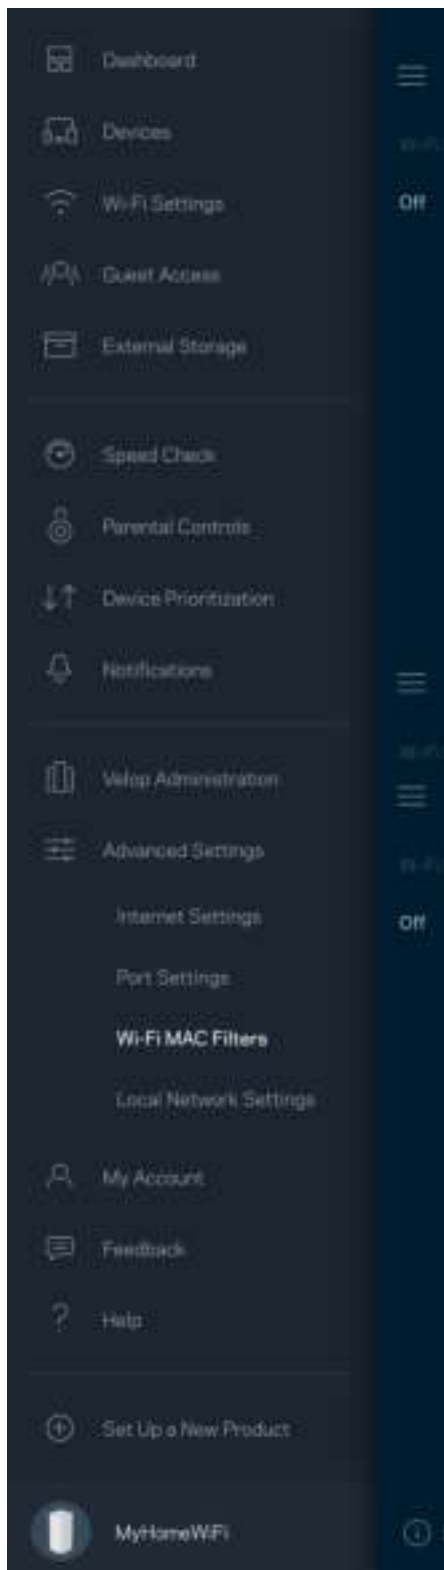 Dashboard
Devices
Wi-Fi Settings
Off
Guest Access
External Storage
Speed Check
Parental Controls
Device Prioritization
Notifications
Velop Administration
Advanced Settings
Internet Settings
Off
Port Settings
Wi-Fi MAC Filters
Local Network Settings
My Account
Feedback
?
Help
Set Up a New Product
MyHomeWiFi